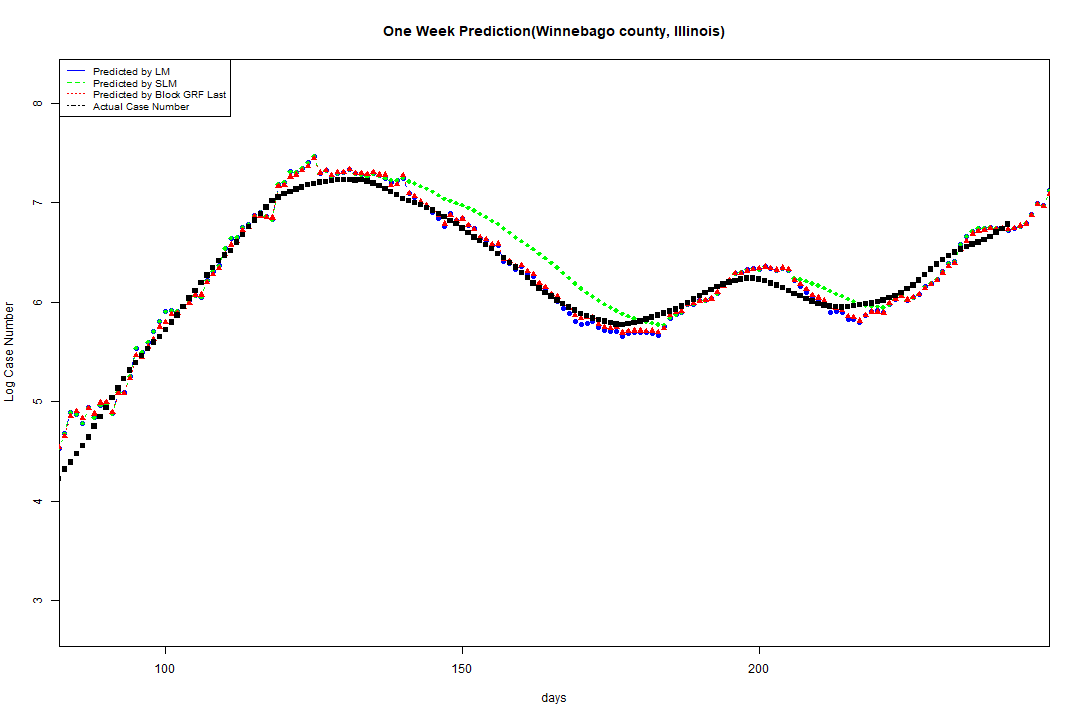 One Week Prediction(Winnebago county, Illinois)
Predicted by LM
Predicted by SLM
Predicted by Block GRF Last
Actual Case Number
Log Case Number
8
7
6
5
4
3
100 150 200
days